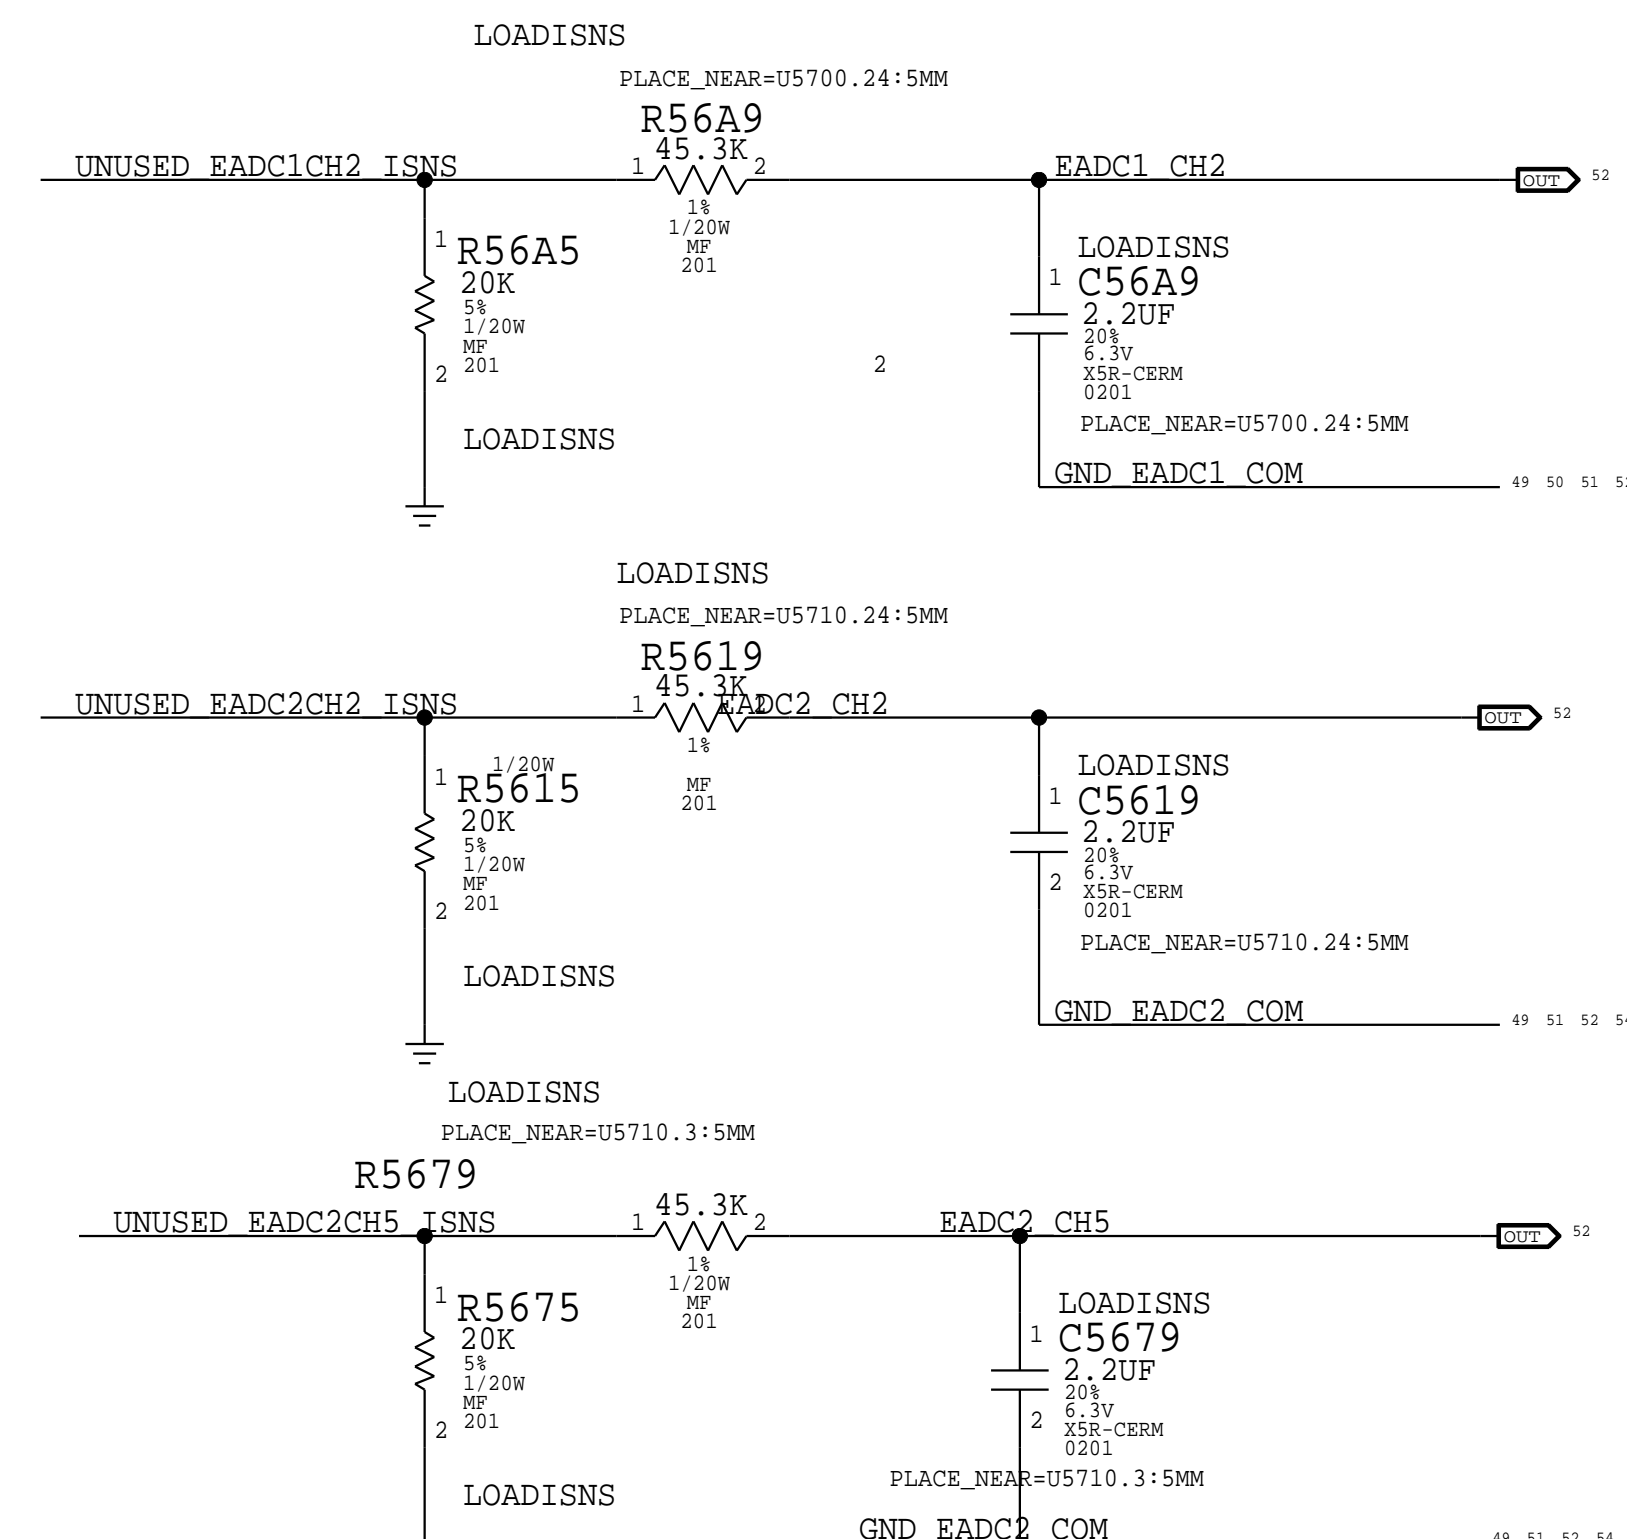 LOADISNS
PLACE_NEAR=U5700.24:5MM
R56A9
45.3K
UNUSED_EADC1CH2_ISNS
1
2
EADC1_CH2
OUT
52
1%
1/20W
MF
201
1
R56A5
20K
5%
1/20W
MF
201
2
LOADISNS
LOADISNS
1
C56A9
2.2UF
20%
6.3V
X5R-CERM
0201
2
PLACE_NEAR=U5700.24:5MM
GND_EADC1_COM
49 50 51
LOADISNS
PLACE_NEAR=U5710.24:5MM
R5619
45.3K
UNUSED_EADC2CH2_ISNS
1
2
EADC2_CH2
OUT
52
1%
1/20W
MF
201
1
R5615
20K
5%
1/20W
MF
201
2
LOADISNS
LOADISNS
1
C5619
2.2UF
20%
6.3V
2
X5R-CERM
0201
PLACE_NEAR=U5710.24:5MM
GND_EADC2_COM
49 51 52
LOADISNS
PLACE_NEAR=U5710.3:5MM
R5679
45.3K
UNUSED_EADC2CH5_ISNS
1
2
EADC2_CH5
OUT
52
1%
1/20W
MF
201
1
R5675
20K
5%
1/20W
MF
201
2
LOADISNS
LOADISNS
1
C5679
2.2UF
20%
6.3V
2
X5R-CERM
0201
PLACE_NEAR=U5710.3:5MM
GND_EADC2_COM
49 51 52 54